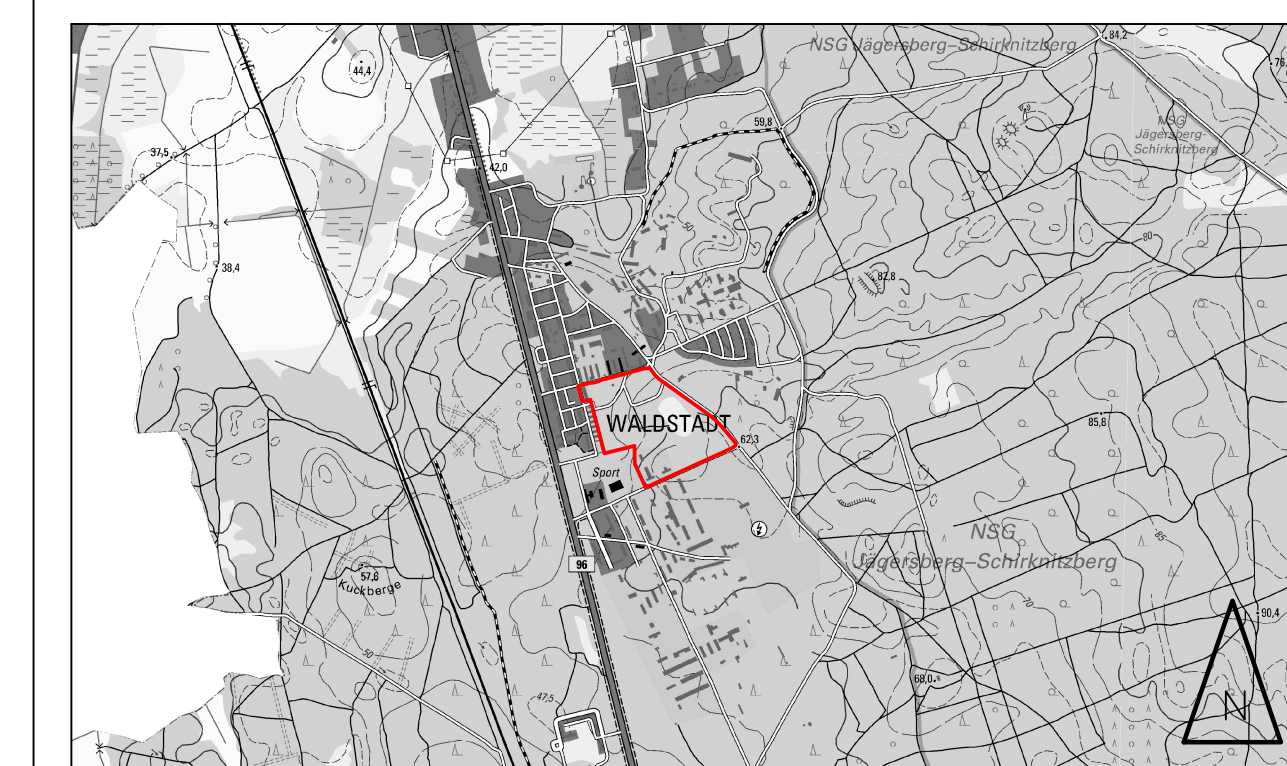 NSG Jägersberg–Schirknitzberg
84,2
76,
44,4
59,8
NSG
Jägersberg-
Schirknitzberg
37,5
42,0
50
80
38,4
82,8
85,8
WALDSTADT
62,3
Sport
NSG
Jägersberg–Schirknitzberg
85
96
57,6
Kuckberge
70
90,4
50
68,0
47,5
N